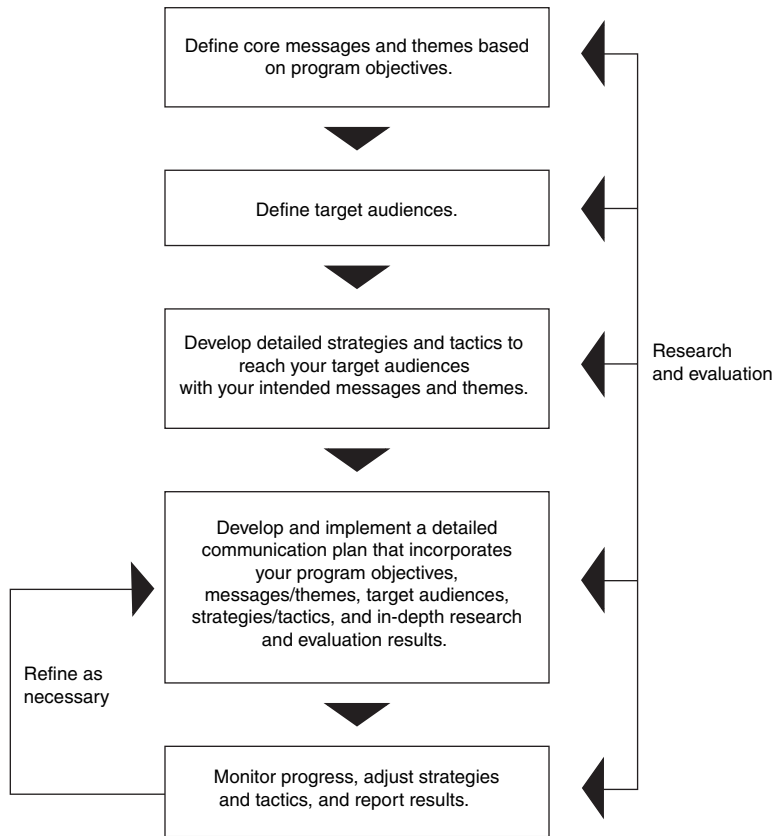 Define core messages and themes based
on program objectives.
Define target audiences.
Develop detailed strategies and tactics to
reach your target audiences
with your intended messages and themes.
Research
and evaluation
Develop and implement a detailed
communication plan that incorporates
your program objectives,
messages/themes, target audiences,
strategies/tactics, and in-depth research
and evaluation results.
Refine as
necessary
Monitor progress, adjust strategies
and tactics, and report results.